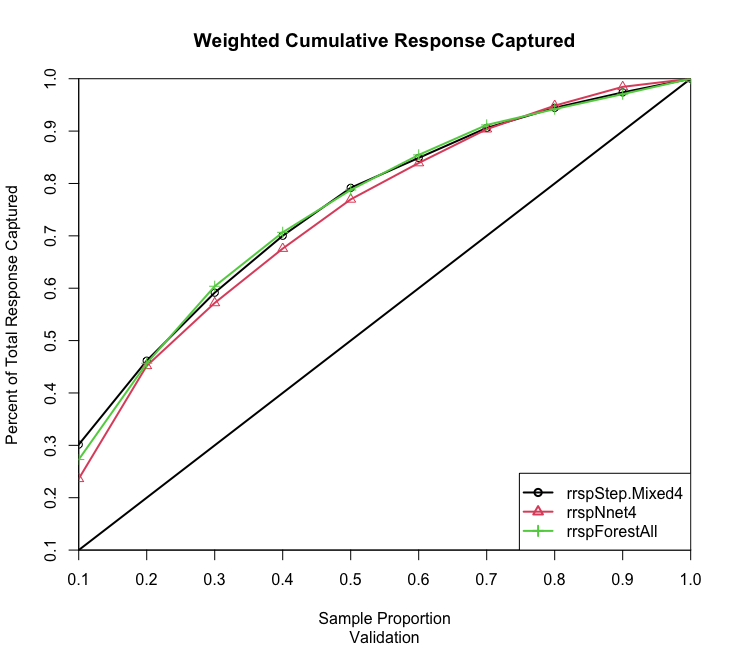 Weighted Cumulative Response Captured
Percent of Total Response Captured
1.0
0.9
0.8
0.7
0.6
0.5
0.4
0.3
0.2
0.1
rrspStep.Mixed4
rrspNnet4
rrspForestAll
0.1 0.2 0.3 0.4 0.5 0.6 0.7 0.8 0.9 1.0
Sample Proportion
Validation